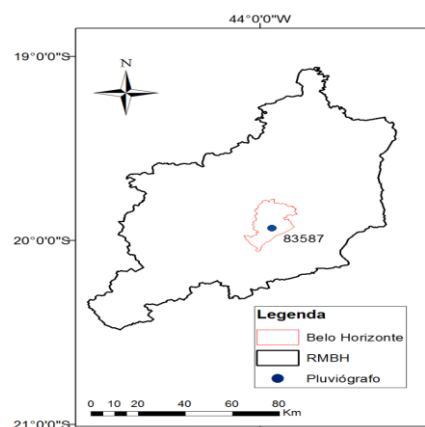 44°0'0"W
19°0'0"S
N
20°0'0"S
83587
Legenda
Belo Horizonte
RMBH
Pluviógrafo
0 10 20 40 60 80
Km
21°0'0"S